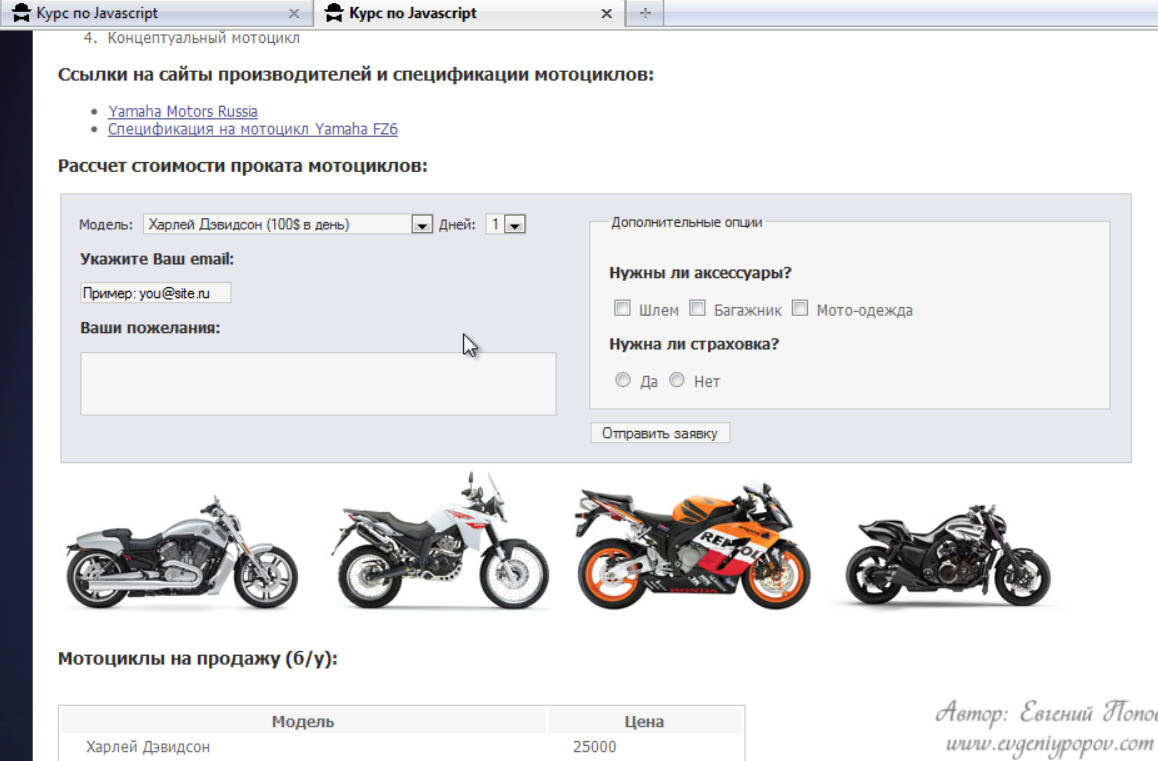 Курс по Javascript
Курс по Javascript
4. Концептуальный мотоцикл
Ссылки на сайты производителей и спецификации мотоциклов:
Yamaha Motors Russia
Спецификация на мотоцикл Yamaha FZ6
Рассчет стоимости проката мотоциклов:
Модель: Харлей Дэвидсон (100$ в день) Дней: 1
Укажите Ваш email:
Пример: you@site.ru
Ваши пожелания:
Дополнительные опции
Нужны ли аксессуары?
Шлем Багажник Мото-одежда
Нужна ли страховка?
Да Нет
Отправить заявку
REPSOL
HONDA
Мотоциклы на продажу (б/у):
Модель Цена
Харлей Дэвидсон 25000
Автор: Евгений Попов
www.evgeniypopov.com